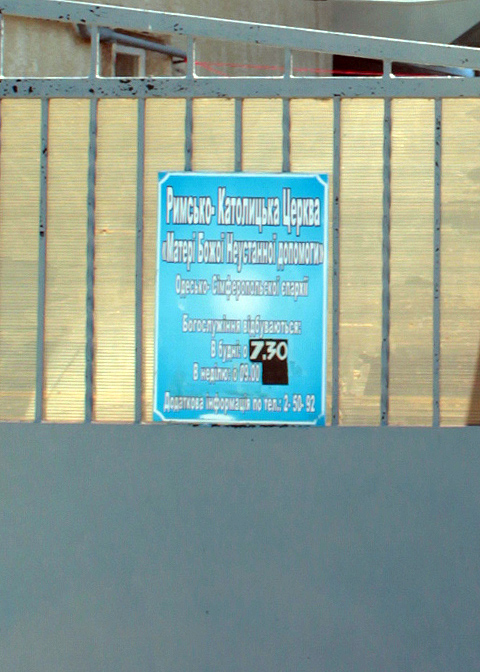 Римсько- Католицька Церква
«Матері Божої Неустанної допомоги»
Одесько- Сімферопольскої єпархії
Богослужіння відбуваються:
В будні: о 7.30
В неділю: о 09.00
Додаткова інформація по тел.: 2- 50- 92